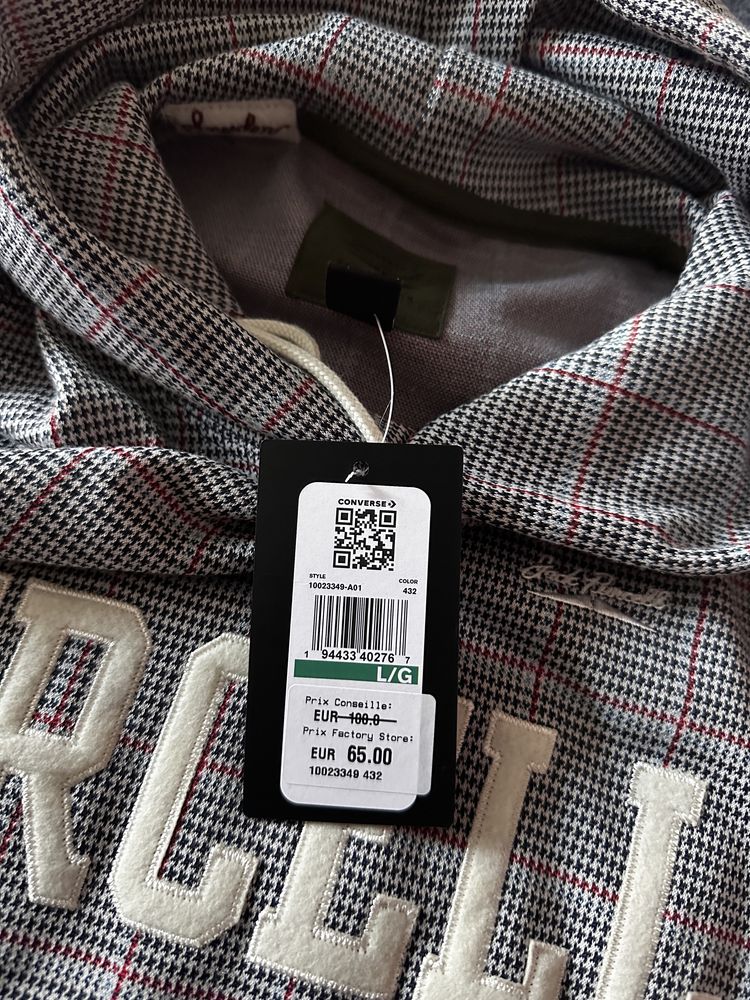 CONVERSE
STYLE COLOR
10023349-A01 432
1 94433 40276 7
L/G
Prix Conseille:
EUR 100.0
Prix Factory Store:
EUR 65.00
10023349 432
RCELL